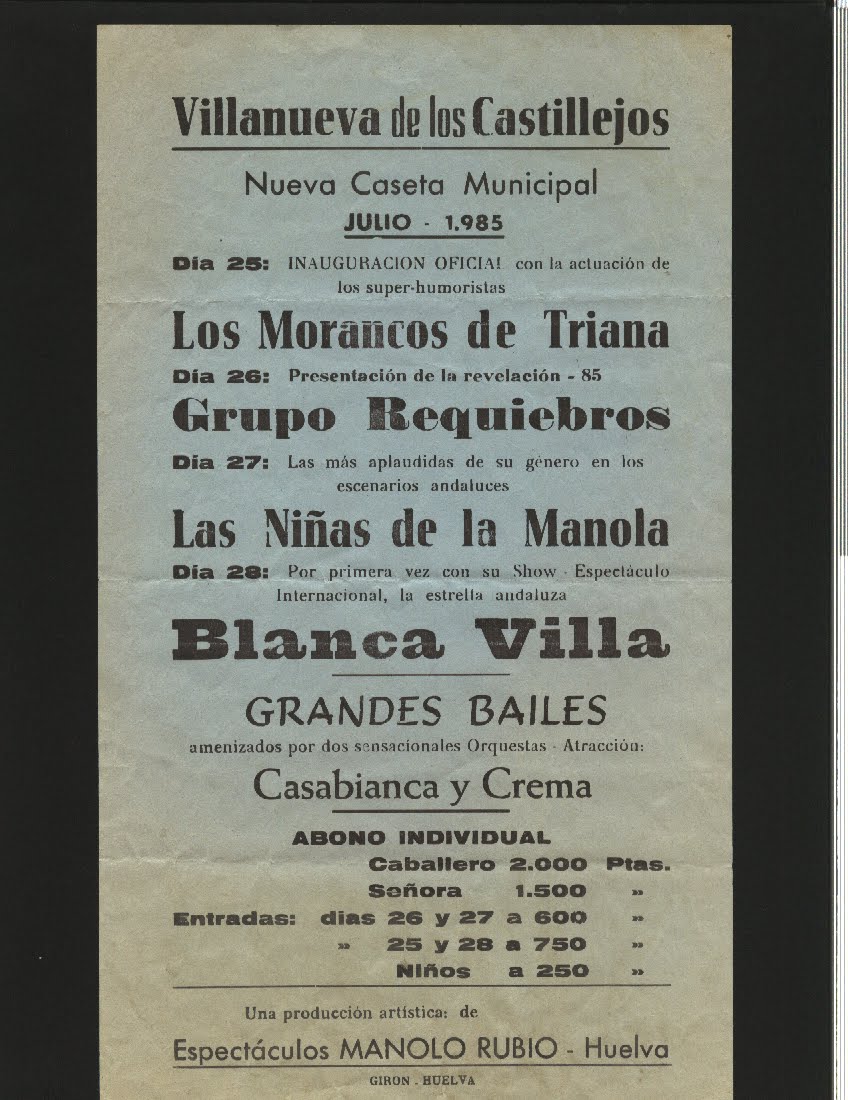 Villanueva de los Castillejos
Nueva Caseta Municipal
JULIO - 1.985
Día 25: INAUGURACION OFICIAL con la actuación de
los super-humoristas
Los Morancos de Triana
Día 26: Presentación de la revelación - 85
Grupo Requiebros
Día 27: Las más aplaudidas de su género en los
escenarios andaluces
Las Niñas de la Manola
Día 28: Por primera vez con su Show - Espectáculo
Internacional, la estrella andaluza
Blanca Villa
GRANDES BAILES
amenizados por dos sensacionales Orquestas - Atracción:
Casabianca y Crema
ABONO INDIVIDUAL
Caballero 2.000 Ptas.
Señora 1.500 »
Entradas: dias 26 y 27 a 600 »
» 25 y 28 a 750 »
Niños a 250 »
Una producción artística: de
Espectáculos MANOLO RUBIO - Huelva
GIRON . HUELVA